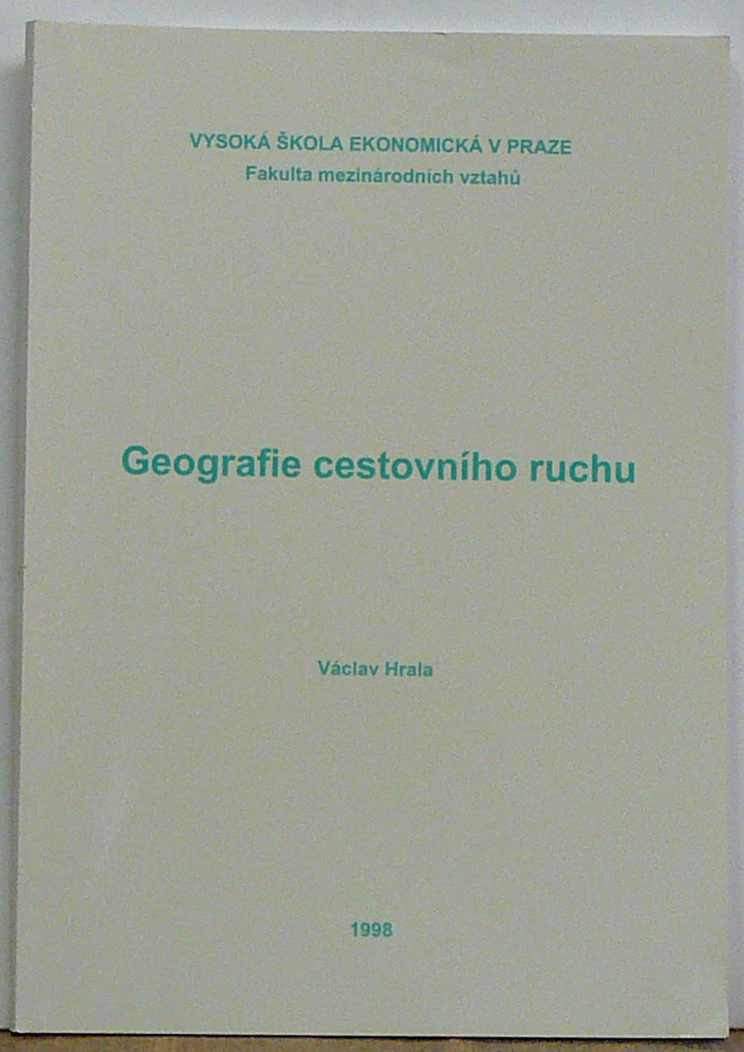 VYSOKÁ ŠKOLA EKONOMICKÁ V PRAZE
Fakulta mezinárodních vztahů
Geografie cestovního ruchu
Václav Hrala
1998